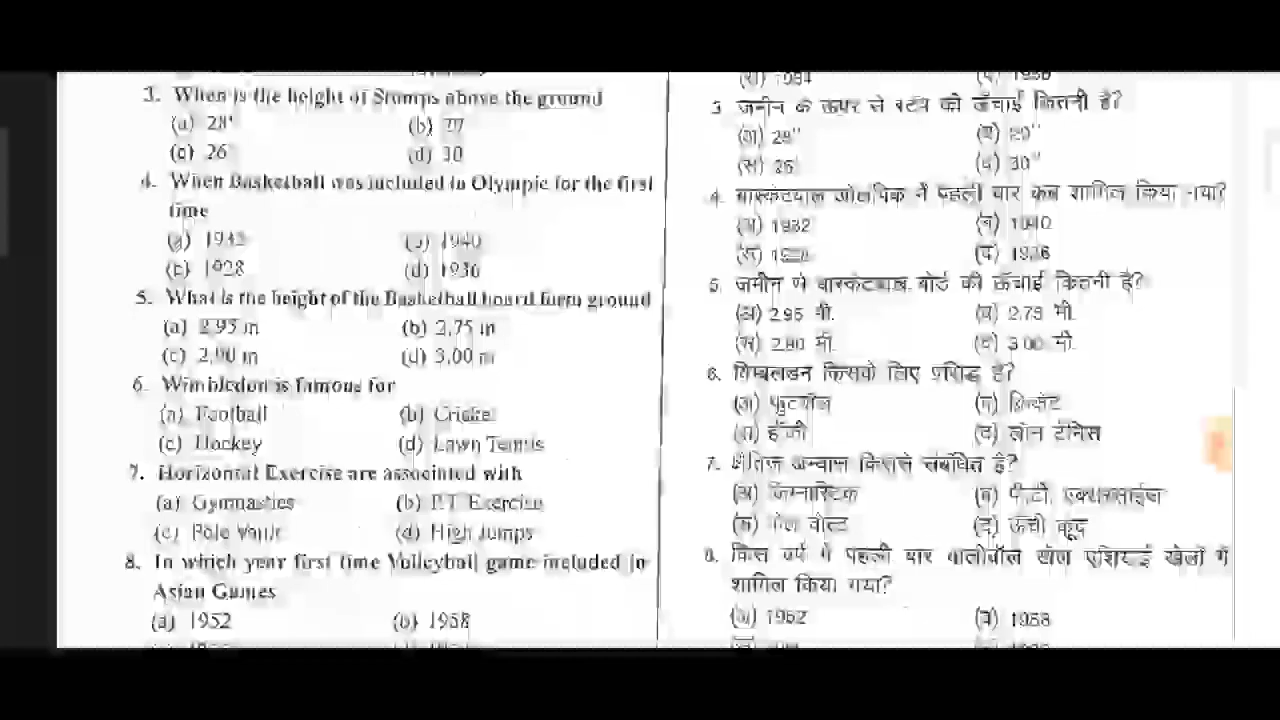 3. When is the height of Stumps above the ground
(a) 28" (b) 27
(c) 26 (d) 30
4. When Basketball was included in Olympic for the first
time
(a) (b) 1940
(c) 1928 (d) 1936
5. What is the height of the Basketball board form ground
(a) 2.95 m (b) 2.75 m
(c) 2.90 m (d) 3.00 m
6. Wimbledon is famous for
(a) Football (b) Cricket
(c) Hockey (d) Lawn Tennis
7. Horizontal Exercise are associated with
(a) Gymnastics (b) P.T Exercise
(c) Pole Vault (d) High Jumps
8. In which year first time Volleyball game included in
Asian Games
(a) 1952 (b) 1958
3 जमीन के ऊपर से स्टंप की ऊँचाई कितनी है?
(अ) 28" (ब)
(स) 26 (द) 30"
4. बास्केटबाल ओलंपिक में पहली बार कब शामिल किया गया?
(अ) 1932 (ब) 1940
(स) (द) 1936
5. जमीन से बास्केटबाल बोर्ड की ऊँचाई कितनी है?
(अ) 2.95 मी. (ब) 2.75 मी.
(स) 2.90 मी. (द) 3.00 मी.
6. विम्बलडन किसके लिए प्रसिद्ध है?
(अ) फुटबॉल (ब) क्रिकेट
(स) हॉकी (द) लॉन टेनिस
7. क्षैतिज अभ्यास किससे संबंधित है?
(अ) जिम्नास्टिक (ब) पी.टी. एक्सरसाईज
(स) पोल वोल्ट (द) ऊंची कूद
8. किस वर्ष में पहली बार वालीबॉल खेल एशियाई खेलों में
शामिल किया गया?
(अ) 1952 (ब) 1958